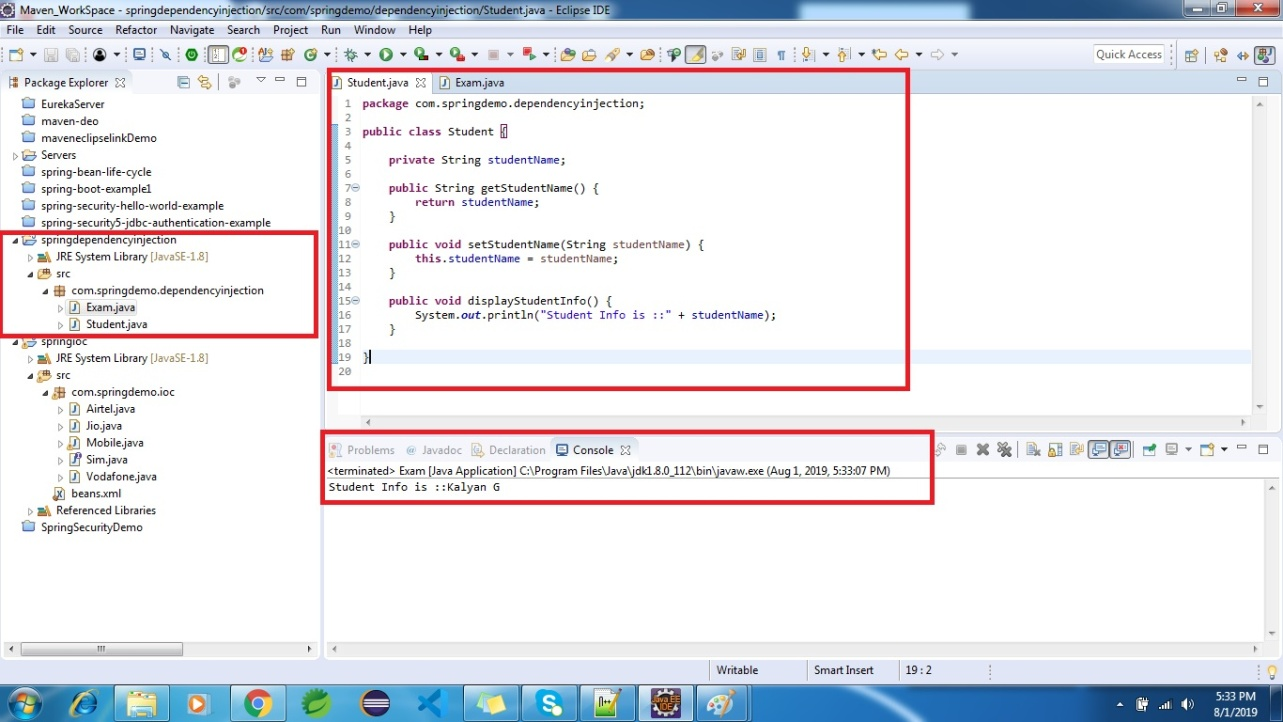 Maven_WorkSpace - springdependencyinjection/src/com/springdemo/dependencyinjection/Student.java - Eclipse IDE
File Edit Source Refactor Navigate Search Project Run Window Help
Quick Access
Package Explorer
EurekaServer
maven-deo
maveneclipselinkDemo
Servers
spring-bean-life-cycle
spring-boot-example1
spring-security-hello-world-example
spring-security5-jdbc-authentication-example
springdependencyinjection
JRE System Library [JavaSE-1.8]
src
com.springdemo.dependencyinjection
Exam.java
Student.java
springioc
JRE System Library [JavaSE-1.8]
src
com.springdemo.ioc
Airtel.java
Jio.java
Mobile.java
Sim.java
Vodafone.java
beans.xml
Referenced Libraries
SpringSecurityDemo
Student.java Exam.java
1 package com.springdemo.dependencyinjection;
2
3 public class Student {
4
5 private String studentName;
6
7 public String getStudentName() {
8 return studentName;
9 }
10
11 public void setStudentName(String studentName) {
12 this.studentName = studentName;
13 }
14
15 public void displayStudentInfo() {
16 System.out.println("Student Info is ::" + studentName);
17 }
18
19 }
20
Problems @ Javadoc Declaration Console
<terminated> Exam [Java Application] C:\Program Files\Java\jdk1.8.0_112\bin\javaw.exe (Aug 1, 2019, 5:33:07 PM)
Student Info is ::Kalyan G
Writable Smart Insert 19 : 2
Java EE IDE
5:33 PM
8/1/2019